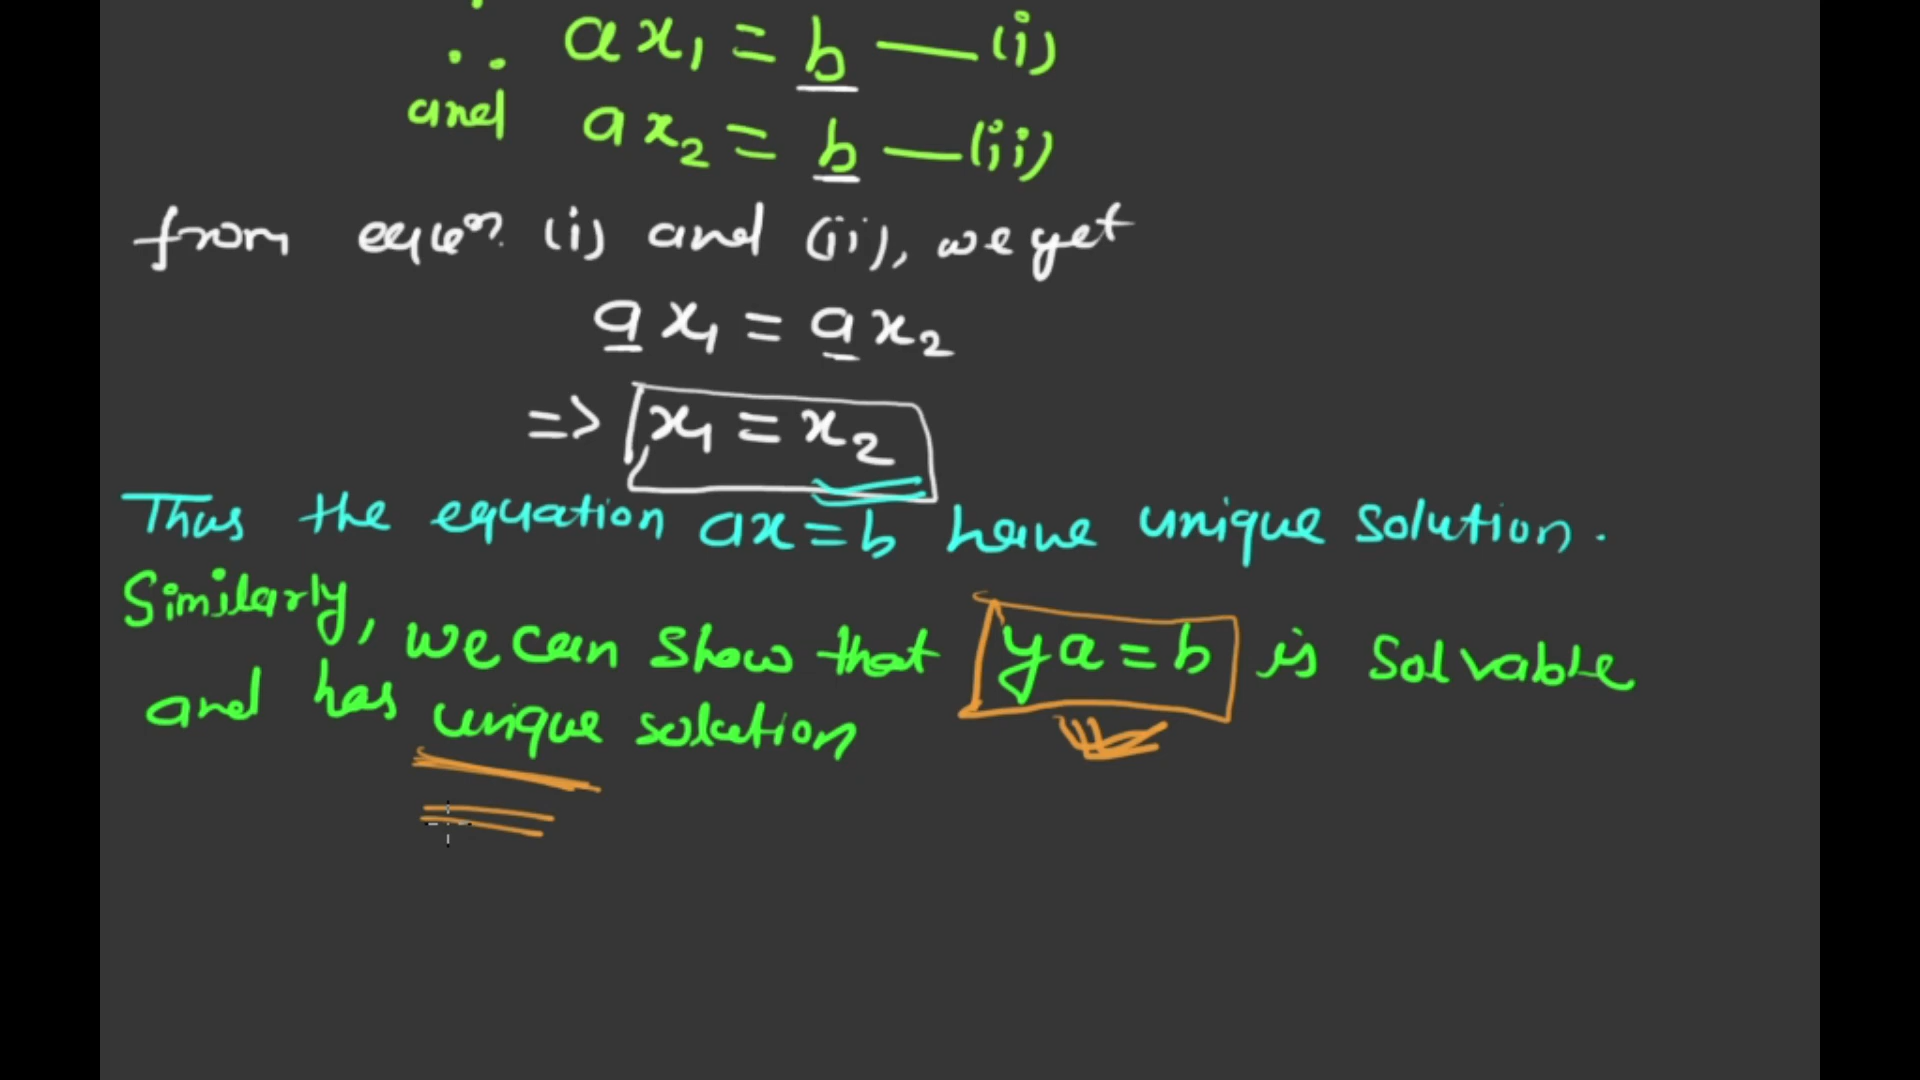 ∴ ax₁ = b — (i)
and ax₂ = b — (ii)
from equⁿ. (i) and (ii), we get
ax₁ = ax₂
=> x₁ = x₂
Thus the equation ax = b have unique solution.
Similarly, we can show that ya = b is solvable
and has unique solution